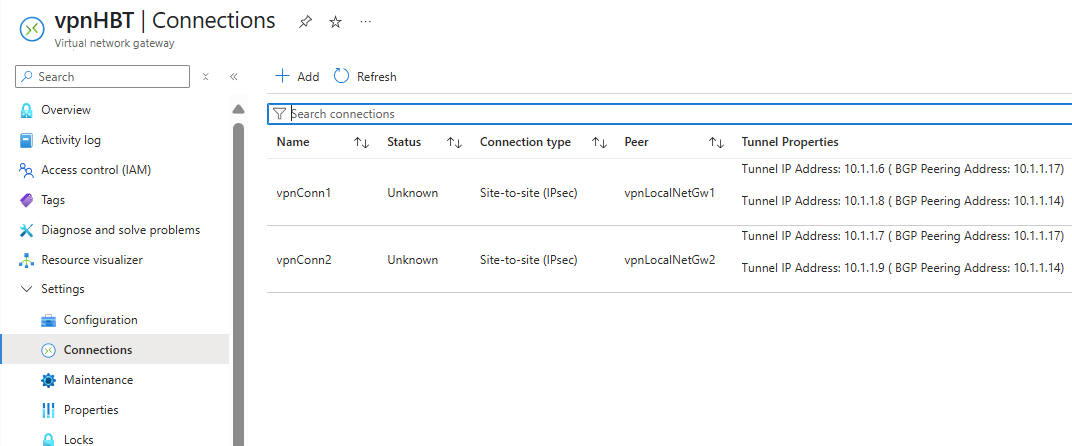 vpnHBT | Connections
Virtual network gateway
Search
Overview
Activity log
Access control (IAM)
Tags
Diagnose and solve problems
Resource visualizer
Settings
Configuration
Connections
Maintenance
Properties
Locks
Add Refresh
Search connections
Name Status Connection type Peer Tunnel Properties
Tunnel IP Address: 10.1.1.6 ( BGP Peering Address: 10.1.1.17)
vpnConn1 Unknown Site-to-site (IPsec) vpnLocalNetGw1
Tunnel IP Address: 10.1.1.8 ( BGP Peering Address: 10.1.1.14)
Tunnel IP Address: 10.1.1.7 ( BGP Peering Address: 10.1.1.17)
vpnConn2 Unknown Site-to-site (IPsec) vpnLocalNetGw2
Tunnel IP Address: 10.1.1.9 ( BGP Peering Address: 10.1.1.14)